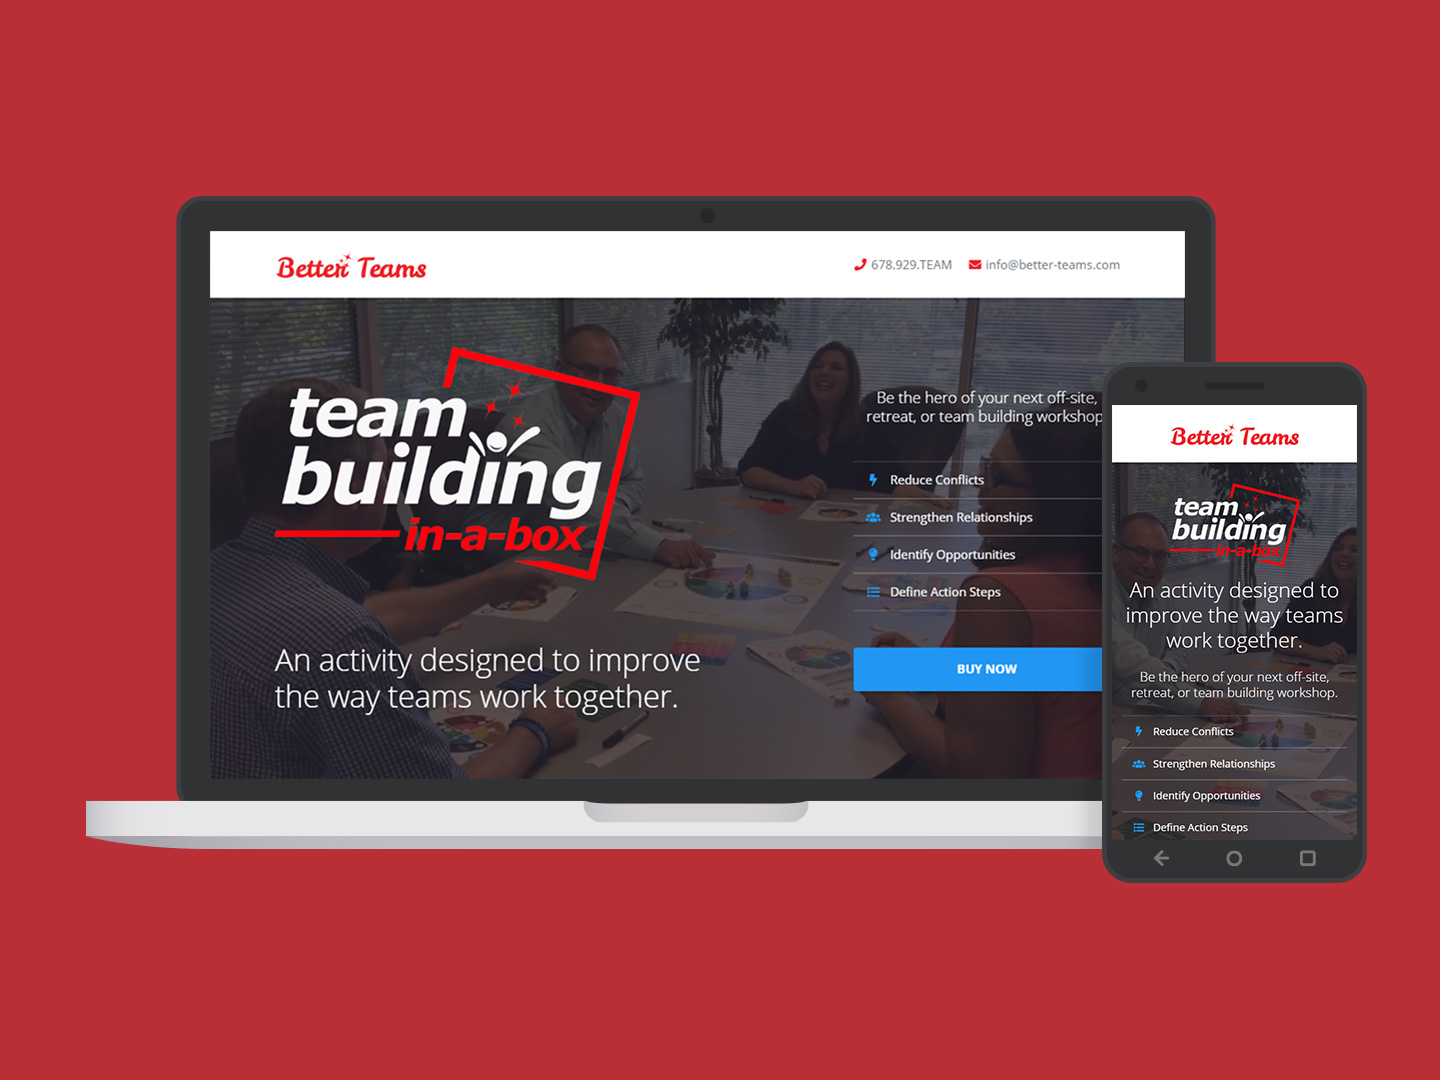 Better Teams
678.929.TEAM
info@better-teams.com
team
building
in-a-box
An activity designed to improve
the way teams work together.
Be the hero of your next off-site,
retreat, or team building workshop
Reduce Conflicts
Strengthen Relationships
Identify Opportunities
Define Action Steps
BUY NOW
Better Teams
team
building
in-a-box
An activity designed to
improve the way teams
work together.
Be the hero of your next off-site,
retreat, or team building workshop.
Reduce Conflicts
Strengthen Relationships
Identify Opportunities
Define Action Steps